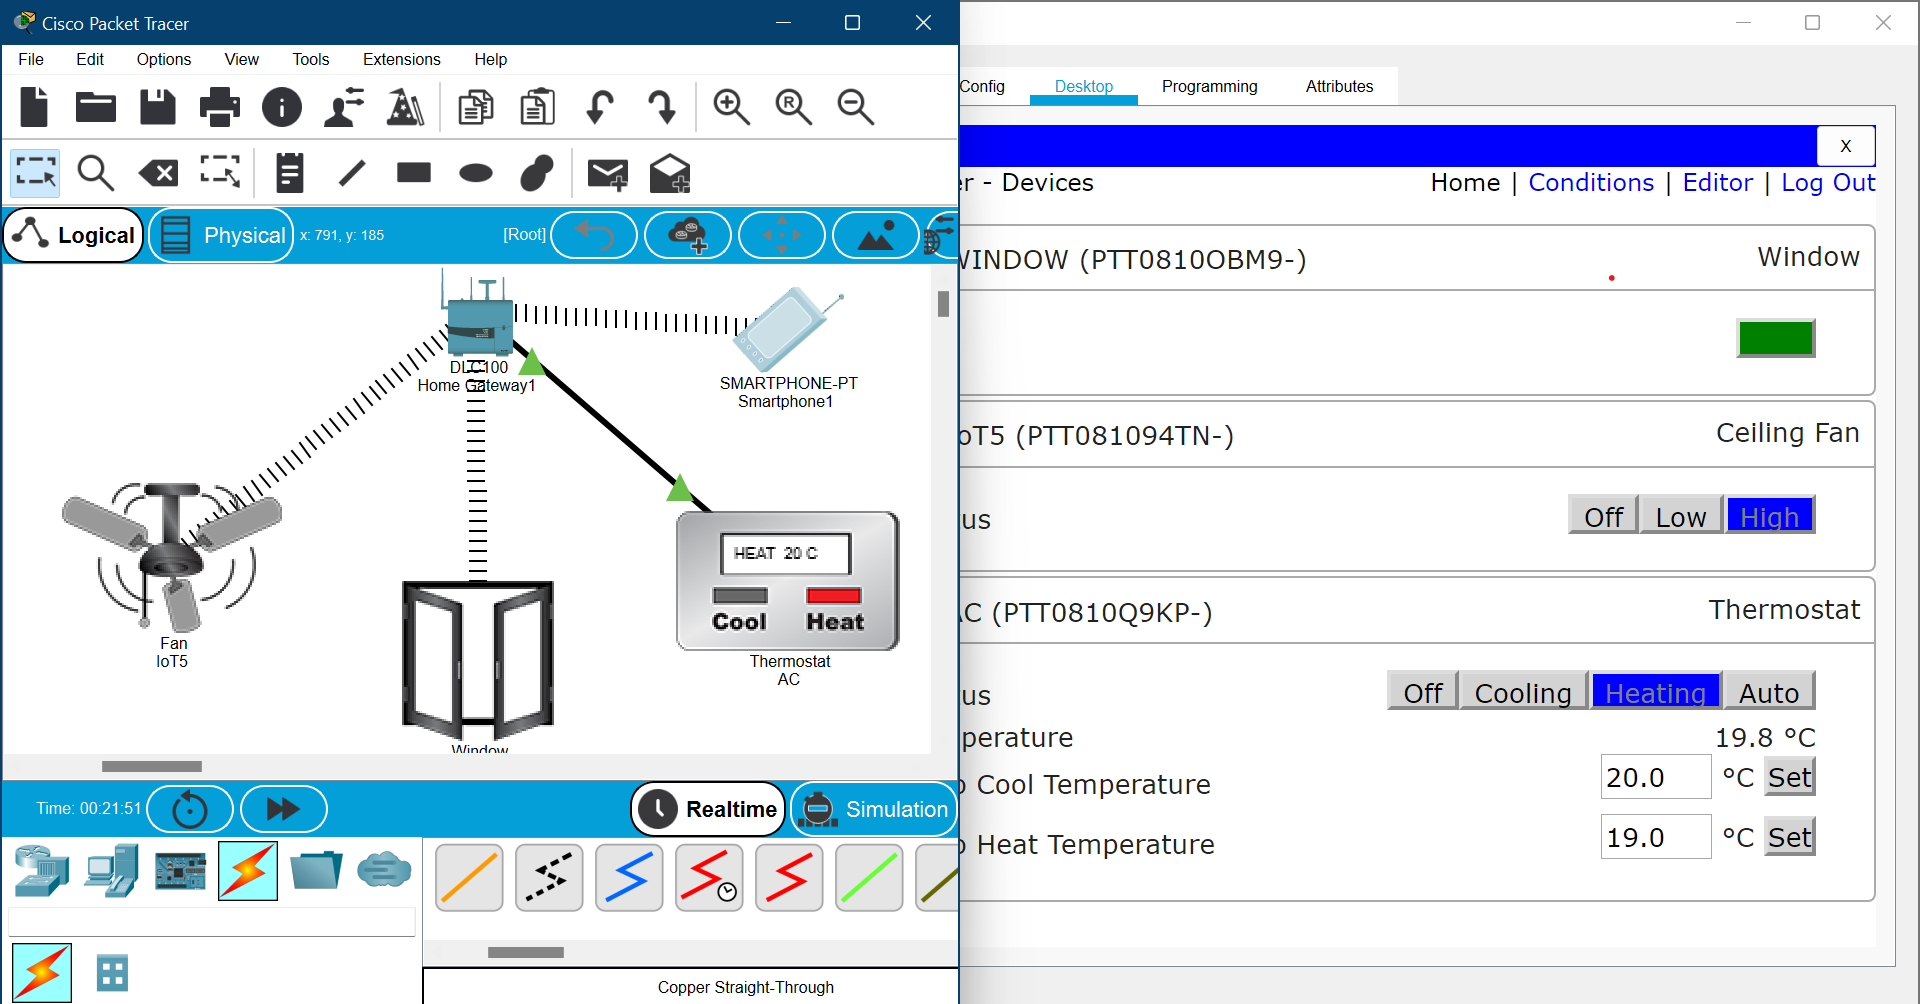 Cisco Packet Tracer
File Edit Options View Tools Extensions Help
Logical Physical x: 791, y: 185 [Root]
DLC100
Home Gateway1
SMARTPHONE-PT
Smartphone1
HEAT 20 C
Cool Heat
Thermostat
AC
Fan
IoT5
Window
Time: 00:21:51
Realtime Simulation
Copper Straight-Through
Config Desktop Programming Attributes
X
er - Devices
Home | Conditions | Editor | Log Out
WINDOW (PTT0810OBM9-)
Window
oT5 (PTT081094TN-)
Ceiling Fan
us
Off Low High
AC (PTT0810Q9KP-)
Thermostat
us
Off Cooling Heating Auto
perature
19.8 °C
o Cool Temperature
20.0 °C Set
o Heat Temperature
19.0 °C Set